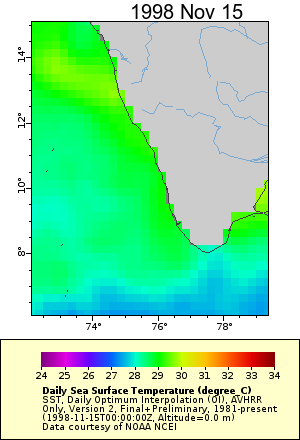 1998 Nov 15
14°
12°
10°
8°
74°
76°
78°
24 25 26 27 28 29 30 31 32 33 34
Daily Sea Surface Temperature (degree_C)
SST, Daily Optimum Interpolation (OI), AVHRR
Only, Version 2, Final+Preliminary, 1981-present
(1998-11-15T00:00:00Z, Altitude=0.0 m)
Data courtesy of NOAA NCEI